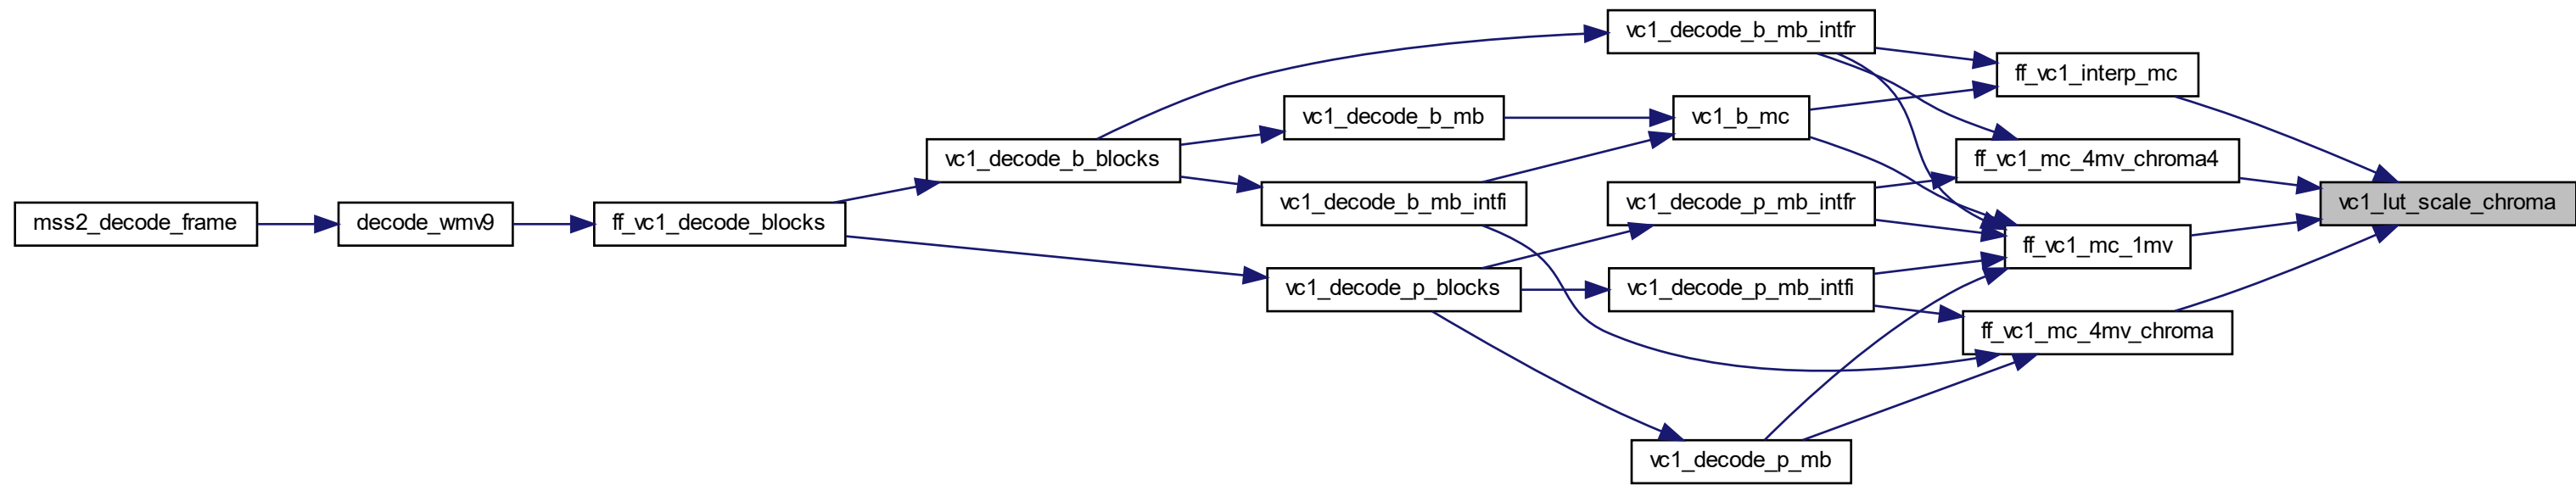 mss2_decode_frame
decode_wmv9
ff_vc1_decode_blocks
vc1_decode_b_blocks
vc1_decode_p_blocks
vc1_decode_b_mb
vc1_decode_b_mb_intfi
vc1_decode_b_mb_intfr
vc1_b_mc
vc1_decode_p_mb_intfr
vc1_decode_p_mb_intfi
vc1_decode_p_mb
ff_vc1_interp_mc
ff_vc1_mc_4mv_chroma4
ff_vc1_mc_1mv
ff_vc1_mc_4mv_chroma
vc1_lut_scale_chroma